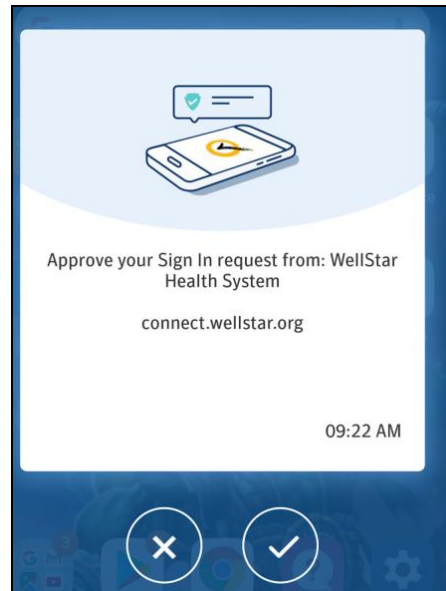 Approve your Sign In request from: WellStar
Health System
connect.wellstar.org
09:22 AM